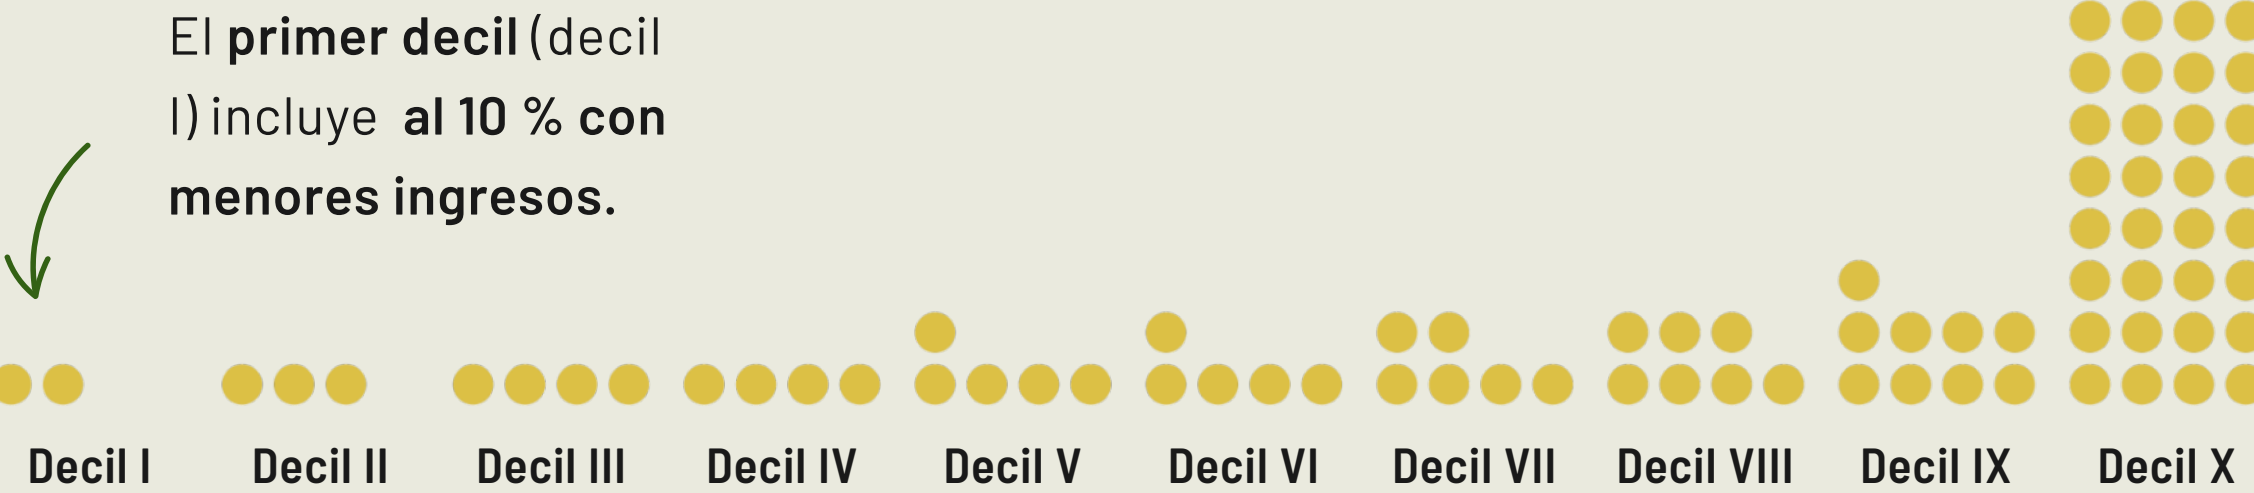 El primer decil (decil
I) incluye al 10 % con
menores ingresos.
Decil I Decil II Decil III Decil IV Decil V Decil VI Decil VII Decil VIII Decil IX Decil X